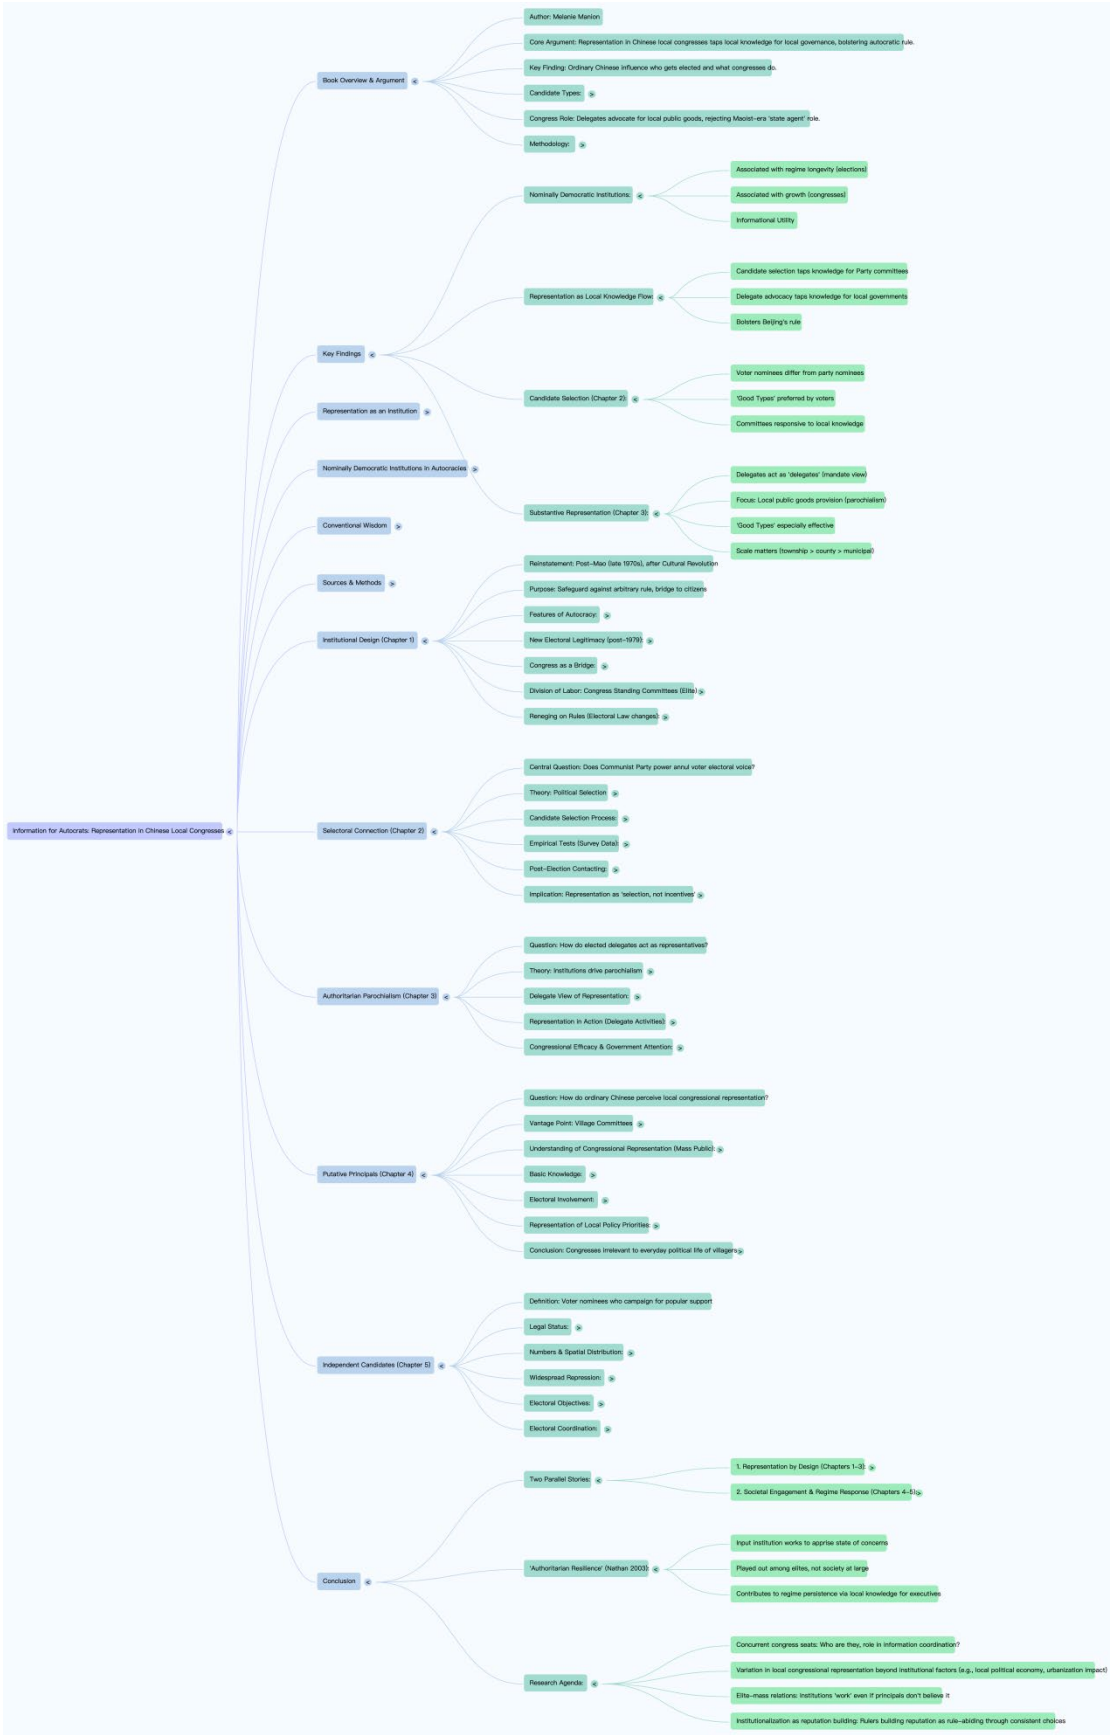 Information for Autocrats: Representation in Chinese Local Congresses
Book Overview & Argument
Author: Melanie Manion
Core Argument: Representation in Chinese local congresses taps local knowledge for local governance, bolstering autocratic rule.
Key Finding: Ordinary Chinese influence who gets elected and what congresses do.
Candidate Types:
Congress Role: Delegates advocate for local public goods, rejecting Maoist-era 'state agent' role.
Methodology:
Key Findings
Nominally Democratic Institutions:
Associated with regime longevity (elections)
Associated with growth (congresses)
Informational Utility
Representation as Local Knowledge Flow:
Candidate selection taps knowledge for Party committees
Delegate advocacy taps knowledge for local governments
Bolsters Beijing's rule
Candidate Selection (Chapter 2):
Voter nominees differ from party nominees
'Good Types' preferred by voters
Committees responsive to local knowledge
Substantive Representation (Chapter 3):
Delegates act as 'delegates' (mandate view)
Focus: Local public goods provision (parochialism)
'Good Types' especially effective
Scale matters (township > county > municipal)
Representation as an Institution
Nominally Democratic Institutions in Autocracies
Conventional Wisdom
Sources & Methods
Institutional Design (Chapter 1)
Reinstatement: Post-Mao (late 1970s), after Cultural Revolution
Purpose: Safeguard against arbitrary rule, bridge to citizens
Features of Autocracy:
New Electoral Legitimacy (post-1979):
Congress as a Bridge:
Division of Labor: Congress Standing Committees (Elite)
Reneging on Rules (Electoral Law changes):
Selectoral Connection (Chapter 2)
Central Question: Does Communist Party power annul voter electoral voice?
Theory: Political Selection
Candidate Selection Process:
Empirical Tests (Survey Data):
Post-Election Contacting:
Implication: Representation as 'selection, not incentives'
Authoritarian Parochialism (Chapter 3)
Question: How do elected delegates act as representatives?
Theory: Institutions drive parochialism
Delegate View of Representation:
Representation in Action (Delegate Activities):
Congressional Efficacy & Government Attention:
Putative Principals (Chapter 4)
Question: How do ordinary Chinese perceive local congressional representation?
Vantage Point: Village Committees
Understanding of Congressional Representation (Mass Public):
Basic Knowledge:
Electoral Involvement:
Representation of Local Policy Priorities:
Conclusion: Congresses irrelevant to everyday political life of villagers
Independent Candidates (Chapter 5)
Definition: Voter nominees who campaign for popular support
Legal Status:
Numbers & Spatial Distribution:
Widespread Repression:
Electoral Objectives:
Electoral Coordination:
Conclusion
Two Parallel Stories:
1. Representation by Design (Chapters 1-3):
2. Societal Engagement & Regime Response (Chapters 4-5):
'Authoritarian Resilience' (Nathan 2003):
Input institution works to apprise state of concerns
Played out among elites, not society at large
Contributes to regime persistence via local knowledge for executives
Research Agenda:
Concurrent congress seats: Who are they, role in information coordination?
Variation in local congressional representation beyond institutional factors (e.g., local political economy, urbanization impact)
Elite-mass relations: Institutions 'work' even if principals don't believe it
Institutionalization as reputation building: Rulers building reputation as rule-abiding through consistent choices